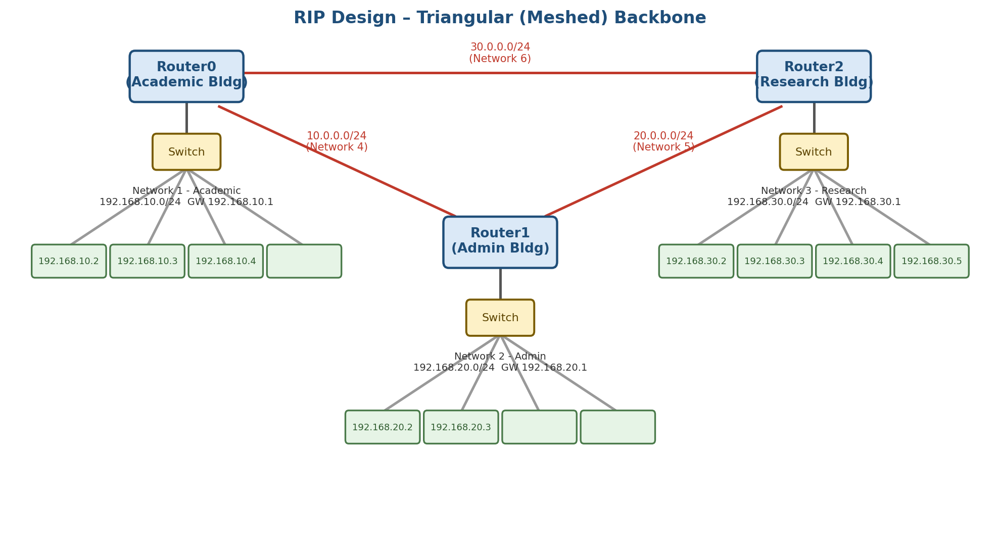 RIP Design – Triangular (Meshed) Backbone
30.0.0.0/24
(Network 6)
Router0
(Academic Bldg)
Router2
(Research Bldg)
10.0.0.0/24
(Network 4)
20.0.0.0/24
(Network 5)
Switch
Switch
Network 1 - Academic
192.168.10.0/24  GW 192.168.10.1
Network 3 - Research
192.168.30.0/24  GW 192.168.30.1
Router1
(Admin Bldg)
192.168.10.2
192.168.10.3
192.168.10.4
192.168.30.2
192.168.30.3
192.168.30.4
192.168.30.5
Switch
Network 2 - Admin
192.168.20.0/24  GW 192.168.20.1
192.168.20.2
192.168.20.3